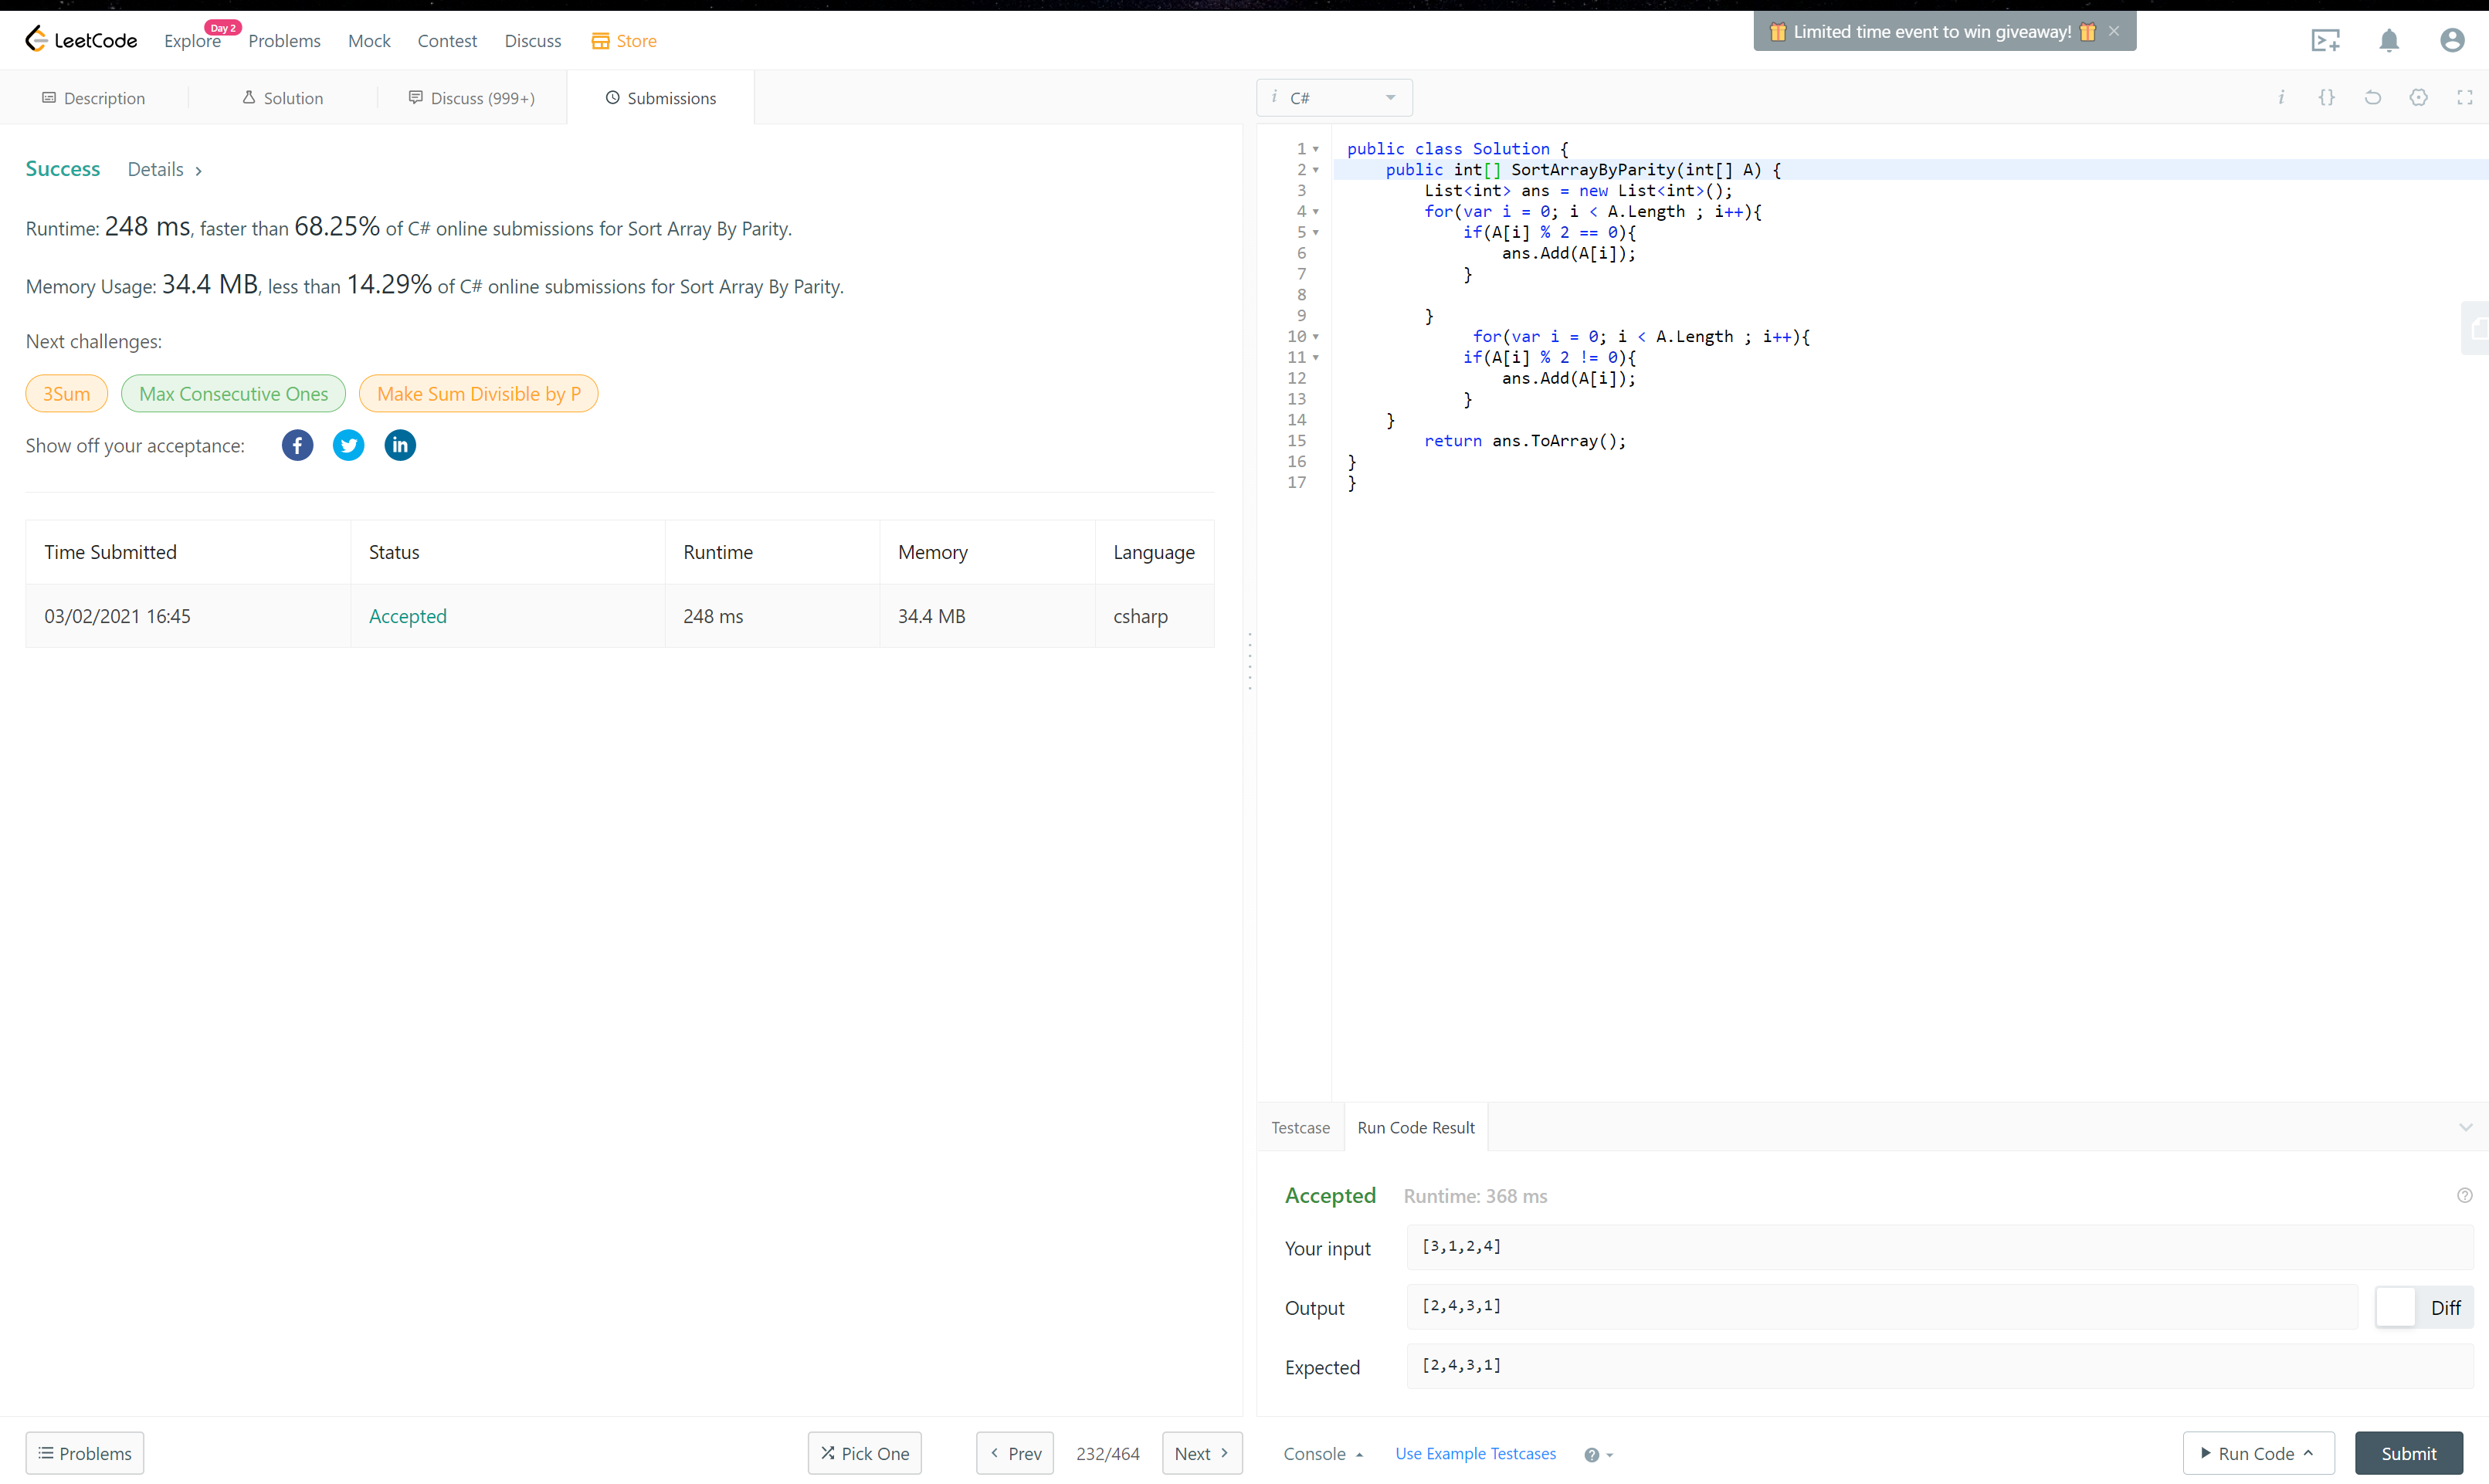 LeetCode Explore Day 2 Problems Mock Contest Discuss Store
Limited time event to win giveaway!
Description Solution Discuss (999+) Submissions
i C#
Success Details
Runtime: 248 ms, faster than 68.25% of C# online submissions for Sort Array By Parity.
Memory Usage: 34.4 MB, less than 14.29% of C# online submissions for Sort Array By Parity.
Next challenges:
3Sum Max Consecutive Ones Make Sum Divisible by P
Show off your acceptance:
Time Submitted Status Runtime Memory Language
03/02/2021 16:45 Accepted 248 ms 34.4 MB csharp
1 public class Solution {
2     public int[] SortArrayByParity(int[] A) {
3         List<int> ans = new List<int>();
4         for(var i = 0; i < A.Length ; i++){
5             if(A[i] % 2 == 0){
6                 ans.Add(A[i]);
7             }
8
9         }
10              for(var i = 0; i < A.Length ; i++){
11             if(A[i] % 2 != 0){
12                 ans.Add(A[i]);
13             }
14     }
15         return ans.ToArray();
16 }
17 }
Testcase Run Code Result
Accepted Runtime: 368 ms
Your input [3,1,2,4]
Output [2,4,3,1] Diff
Expected [2,4,3,1]
Problems Pick One < Prev 232/464 Next > Console Use Example Testcases Run Code Submit